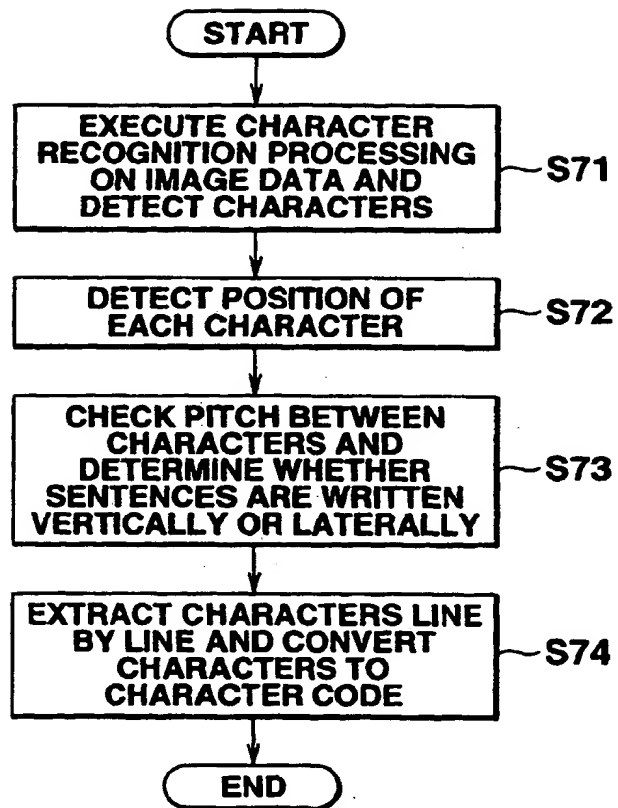 START
EXECUTE CHARACTER
RECOGNITION PROCESSING
ON IMAGE DATA AND
DETECT CHARACTERS
S71
DETECT POSITION OF
EACH CHARACTER
S72
CHECK PITCH BETWEEN
CHARACTERS AND
DETERMINE WHETHER
SENTENCES ARE WRITTEN
VERTICALLY OR LATERALLY
S73
EXTRACT CHARACTERS LINE
BY LINE AND CONVERT
CHARACTERS TO
CHARACTER CODE
S74
END